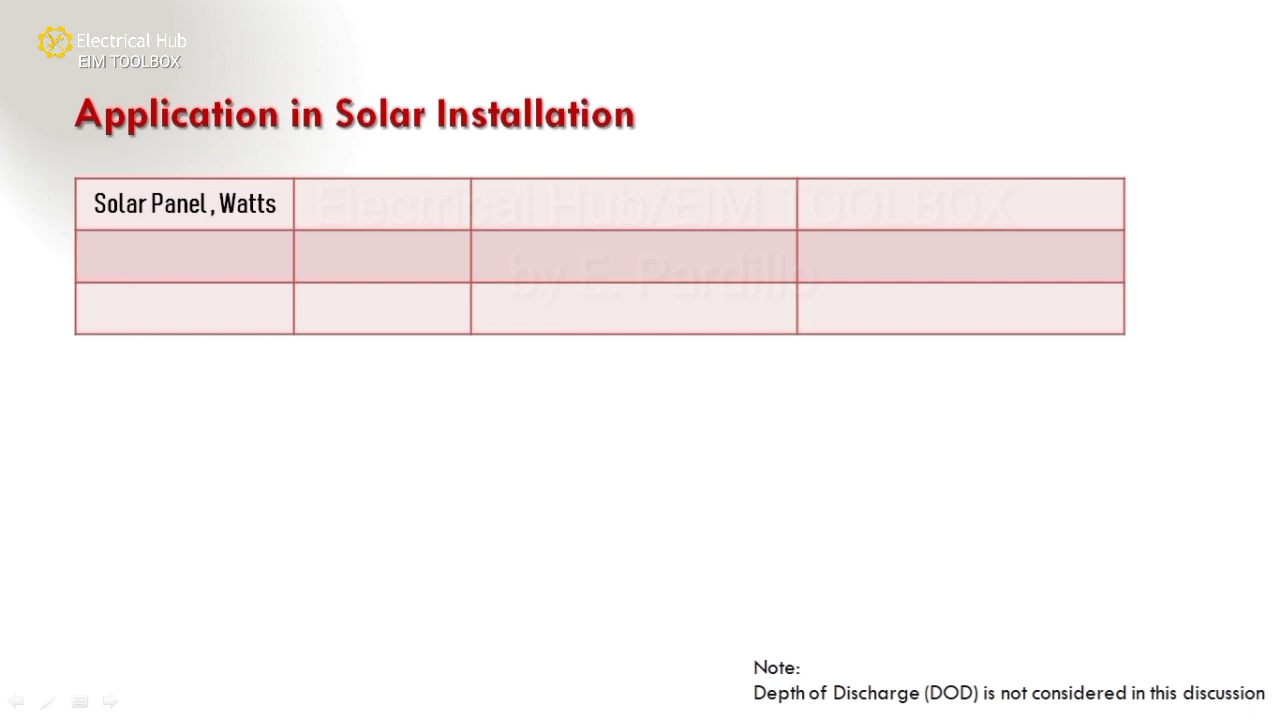 Electrical Hub
EIM TOOLBOX
Application in Solar Installation
Solar Panel, Watts
Electrical Hub/EIM TOOLBOX
by E. Pardillo
Note:
Depth of Discharge (DOD) is not considered in this discussion